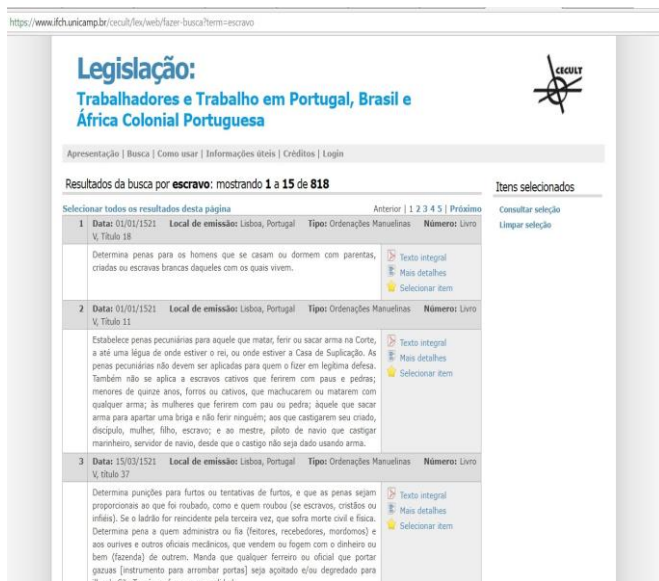 https://www.ifch.unicamp.br/cecult/lex/web/fazer-busca?term=escravo
Legislação:
Trabalhadores e Trabalho em Portugal, Brasil e
África Colonial Portuguesa
CECULT
Apresentação | Busca | Como usar | Informações úteis | Créditos | Login
Resultados da busca por escravo: mostrando 1 a 15 de 818
Selecionar todos os resultados desta página
Anterior | 1 2 3 4 5 | Próximo
Itens selecionados
Consultar seleção
Limpar seleção
1 Data: 01/01/1521 Local de emissão: Lisboa, Portugal Tipo: Ordenações Manuelinas Número: Livro
V, Título 18
Determina penas para os homens que se casam ou dormem com parentas,
criadas ou escravas brancas daqueles com os quais vivem.
Texto integral
Mais detalhes
Selecionar item
2 Data: 01/01/1521 Local de emissão: Lisboa, Portugal Tipo: Ordenações Manuelinas Número: Livro
V, Título 11
Estabelece penas pecuniárias para aquele que matar, ferir ou sacar arma na Corte,
a até uma légua de onde estiver o rei, ou onde estiver a Casa de Suplicação. As
penas pecuniárias não devem ser aplicadas para quem o fizer em legítima defesa.
Também não se aplica a escravos cativos que ferirem com paus e pedras;
menores de quinze anos, forros ou cativos, que machucarem ou matarem com
qualquer arma; às mulheres que ferirem com pau ou pedra; àquele que sacar
arma para apartar uma briga e não ferir ninguém; aos que castigarem seu criado,
discípulo, mulher, filho, escravo; e ao mestre, piloto de navio que castigar
marinheiro, servidor de navio, desde que o castigo não seja dado usando arma.
Texto integral
Mais detalhes
Selecionar item
3 Data: 15/03/1521 Local de emissão: Lisboa, Portugal Tipo: Ordenações Manuelinas Número: Livro
V, título 37
Determina punições para furtos ou tentativas de furtos, e que as penas sejam
proporcionais ao que foi roubado, como e quem roubou (se escravos, cristãos ou
infiéis). Se o ladrão for reincidente pela terceira vez, que sofra morte civil e física.
Determina pena a quem administra ou fia (feitores, recebedores, mordomos) e
aos ourives e outros oficiais mecânicos, que vendem ou fogem com o dinheiro ou
bem (fazenda) de outrem. Manda que qualquer ferreiro ou oficial que portar
gazuas [instrumento para arrombar portas] seja açoitado e/ou degredado para
Texto integral
Mais detalhes
Selecionar item